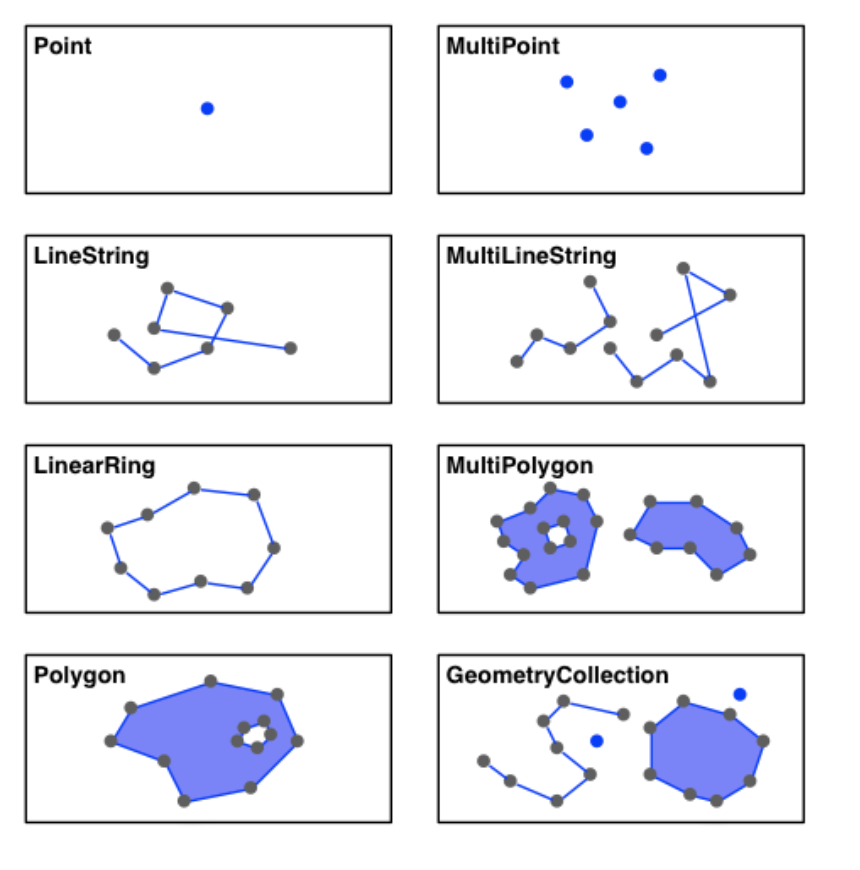 Point
MultiPoint
LineString
MultiLineString
LinearRing
MultiPolygon
Polygon
GeometryCollection